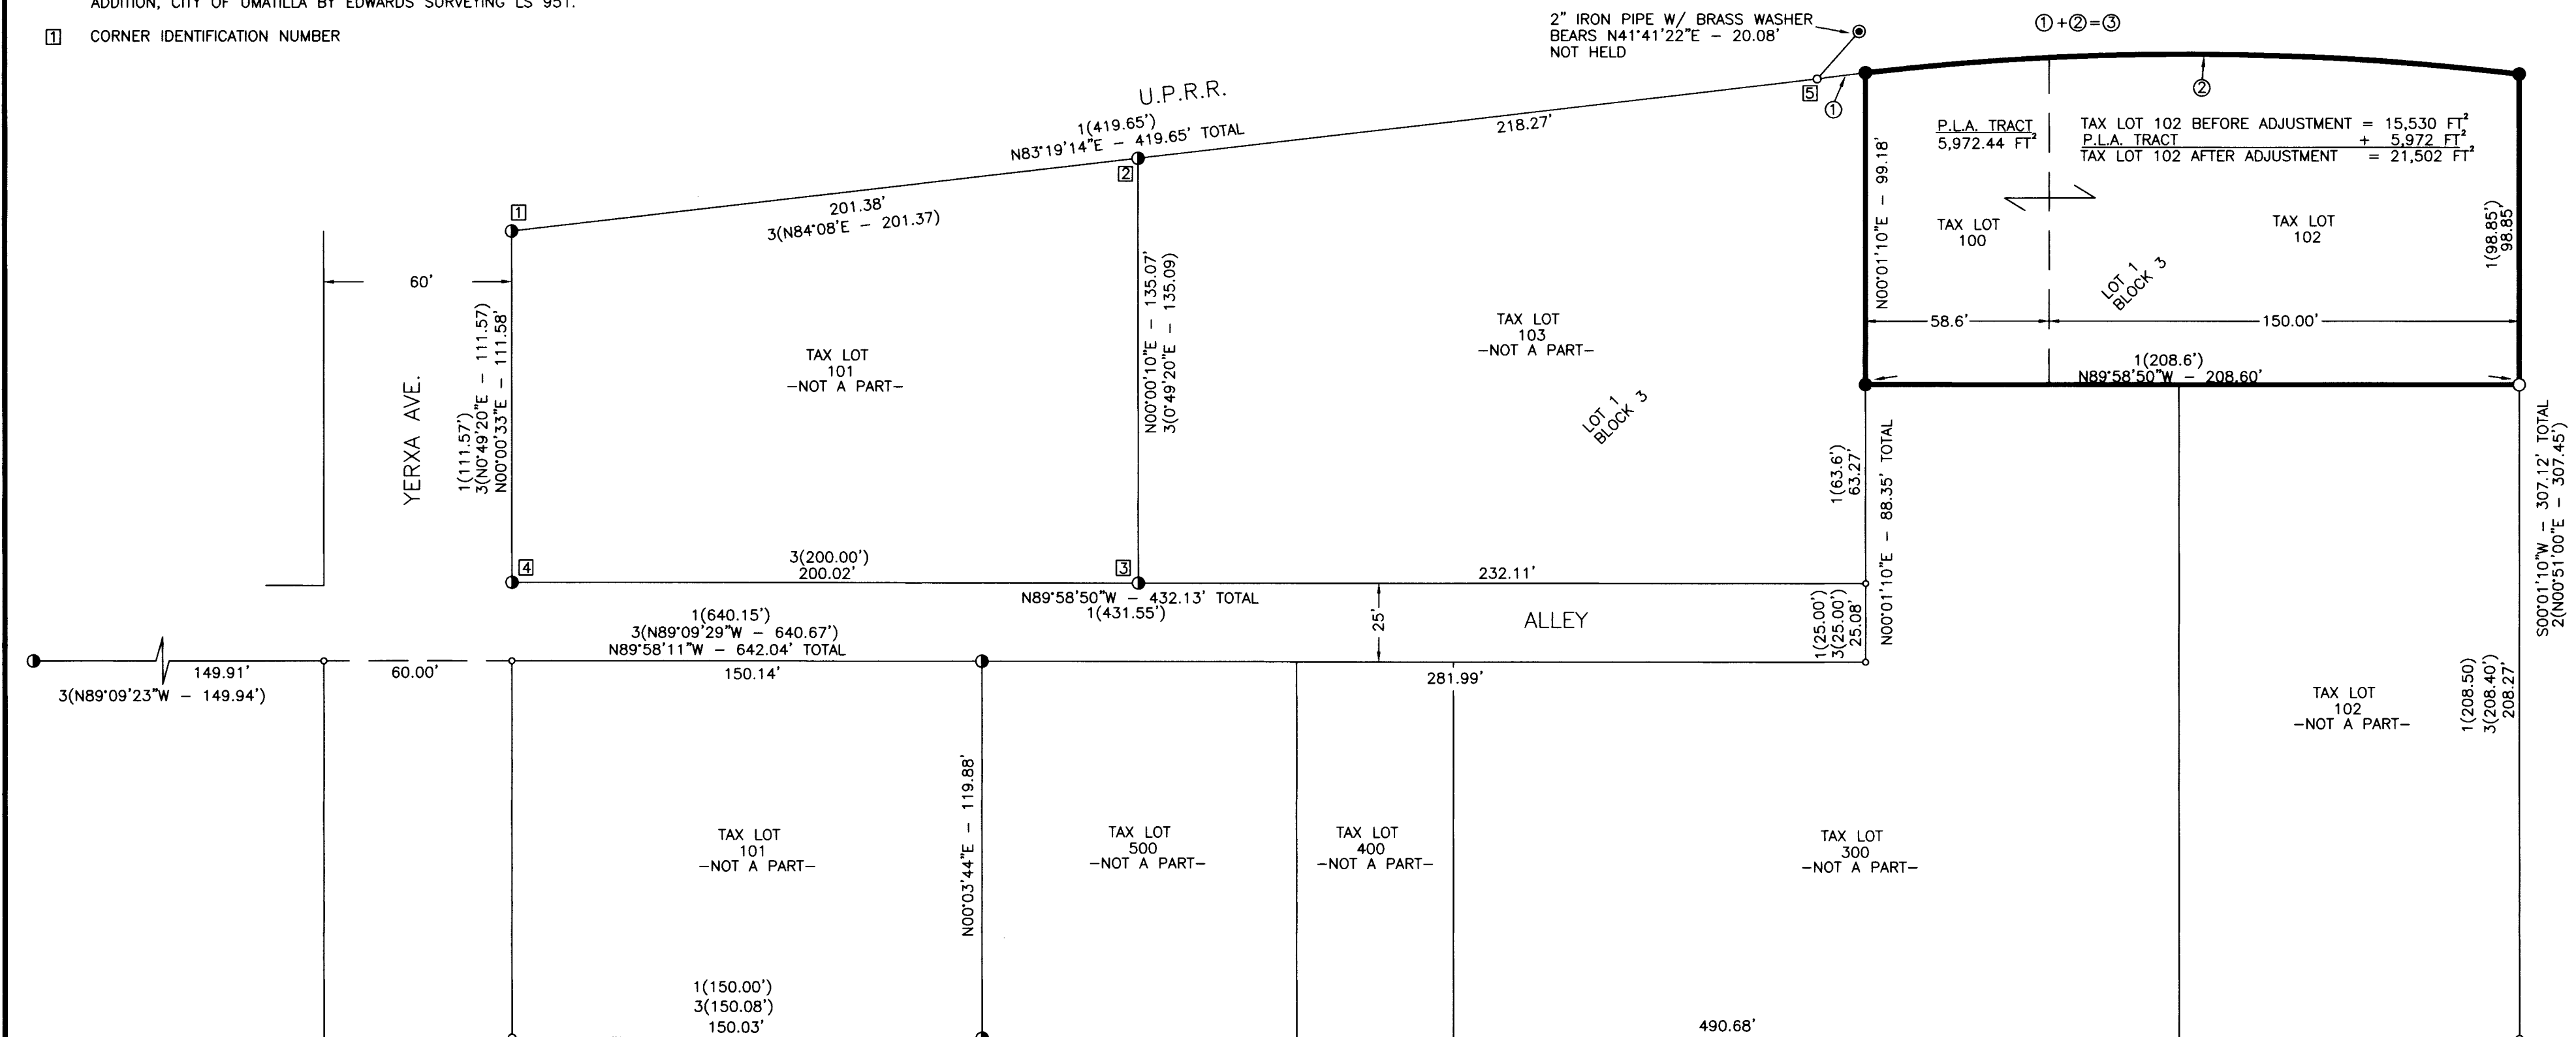 ADDITION, CITY OF UMATILLA BY EDWARDS SURVEYING LS 951.
1 CORNER IDENTIFICATION NUMBER
2" IRON PIPE W/ BRASS WASHER
BEARS N41°41'22"E - 20.08'
NOT HELD
①+②=③
U.P.R.R.
1(419.65')
N83°19'14"E - 419.65' TOTAL
218.27'
5
①
②
2
1
201.38'
3(N84°08'E - 201.37)
P.L.A. TRACT
5,972.44 FT²
TAX LOT 102 BEFORE ADJUSTMENT = 15,530 FT²
P.L.A. TRACT + 5,972 FT²
TAX LOT 102 AFTER ADJUSTMENT = 21,502 FT²
N00°01'10"E - 99.18'
TAX LOT
100
TAX LOT
102
1(98.85')
98.85'
LOT 1
BLOCK 3
58.6'
150.00'
1(208.6')
N89°58'50"W - 208.60'
60'
YERXA AVE.
1(111.57')
3(N0°49'20"E - 111.57)
N00°00'33"E - 111.58'
TAX LOT
101
-NOT A PART-
N00°00'10"E - 135.07'
3(0°49'20"E - 135.09)
TAX LOT
103
-NOT A PART-
LOT 1
BLOCK 3
1(63.6')
63.27'
N00°01'10"E - 88.35' TOTAL
S00°01'10"W - 307.12' TOTAL
2(N00°51'00"E - 307.45')
4
3(200.00')
200.02'
3
232.11'
N89°58'50"W - 432.13' TOTAL
1(431.55')
25'
ALLEY
1(25.00')
3(25.00')
25.08'
1(640.15')
3(N89°09'29"W - 640.67')
N89°58'11"W - 642.04' TOTAL
149.91'
3(N89°09'23"W - 149.94')
60.00'
150.14'
281.99'
TAX LOT
102
-NOT A PART-
1(208.50)
3(208.40')
208.27'
N00°03'44"E - 119.88'
TAX LOT
101
-NOT A PART-
TAX LOT
500
-NOT A PART-
TAX LOT
400
-NOT A PART-
TAX LOT
300
-NOT A PART-
1(150.00')
3(150.08')
150.03'
490.68'